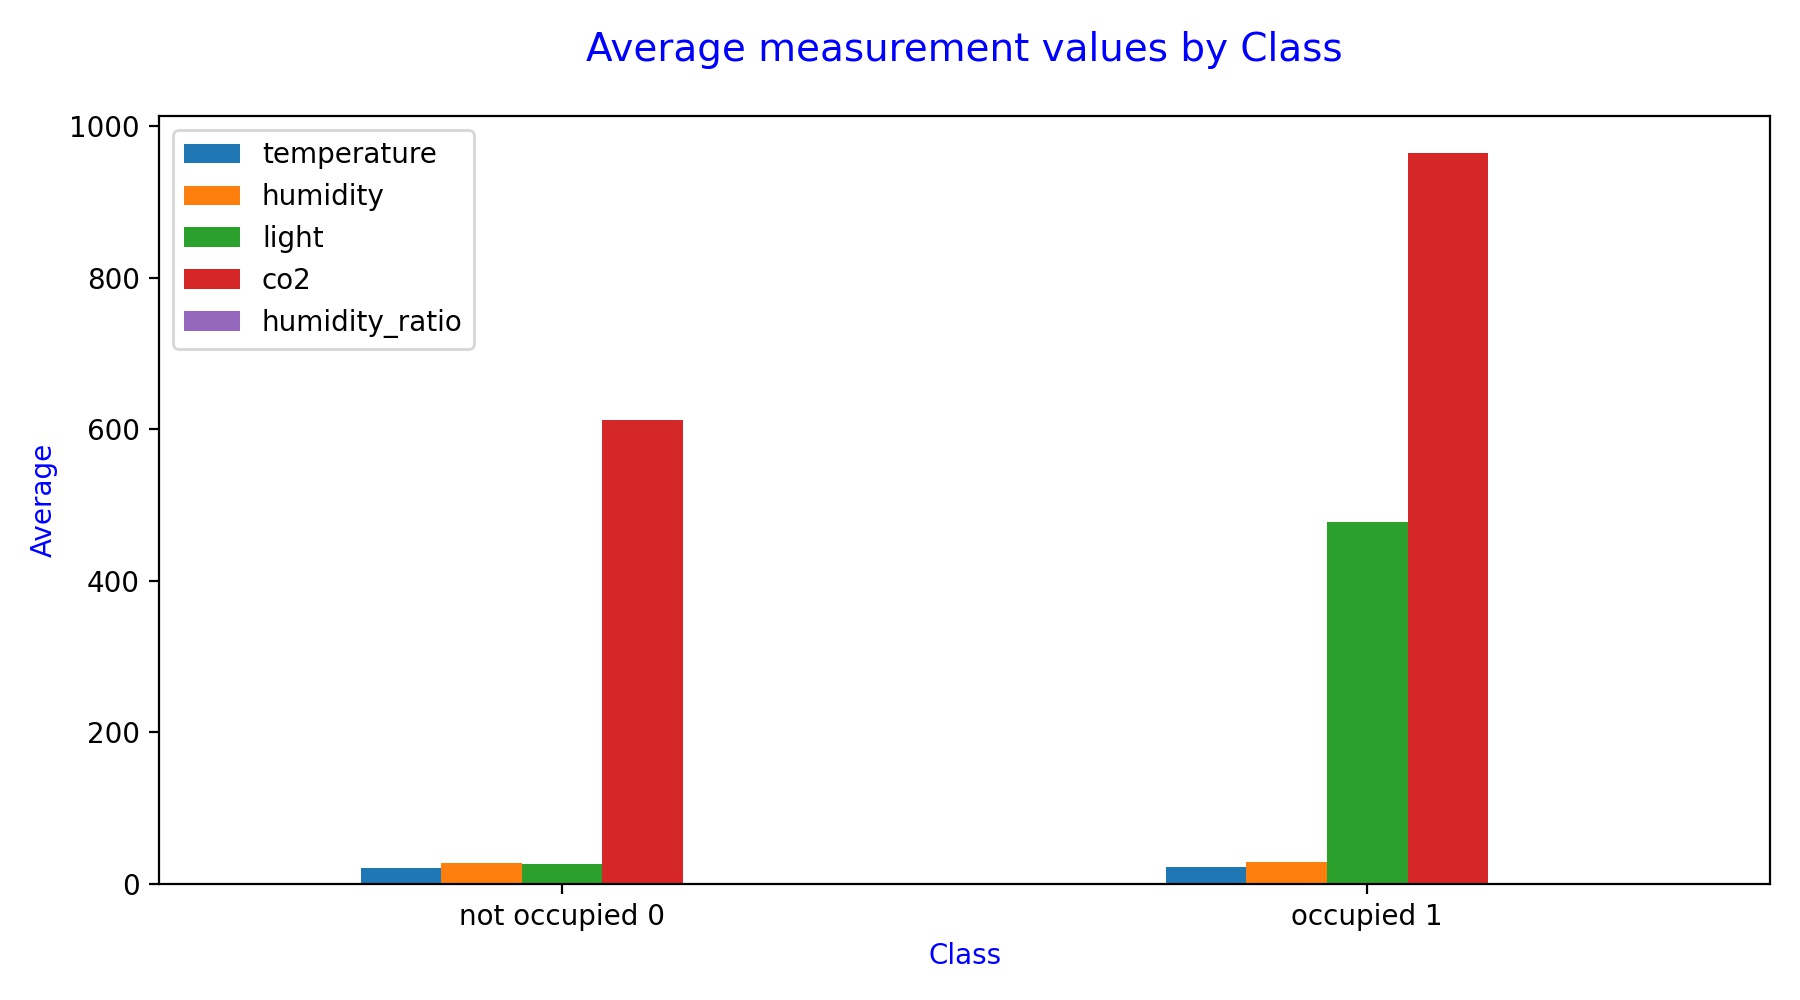 Average measurement values by Class
1000
800
600
400
200
0
temperature
humidity
light
co2
humidity_ratio
Average
not occupied 0
occupied 1
Class